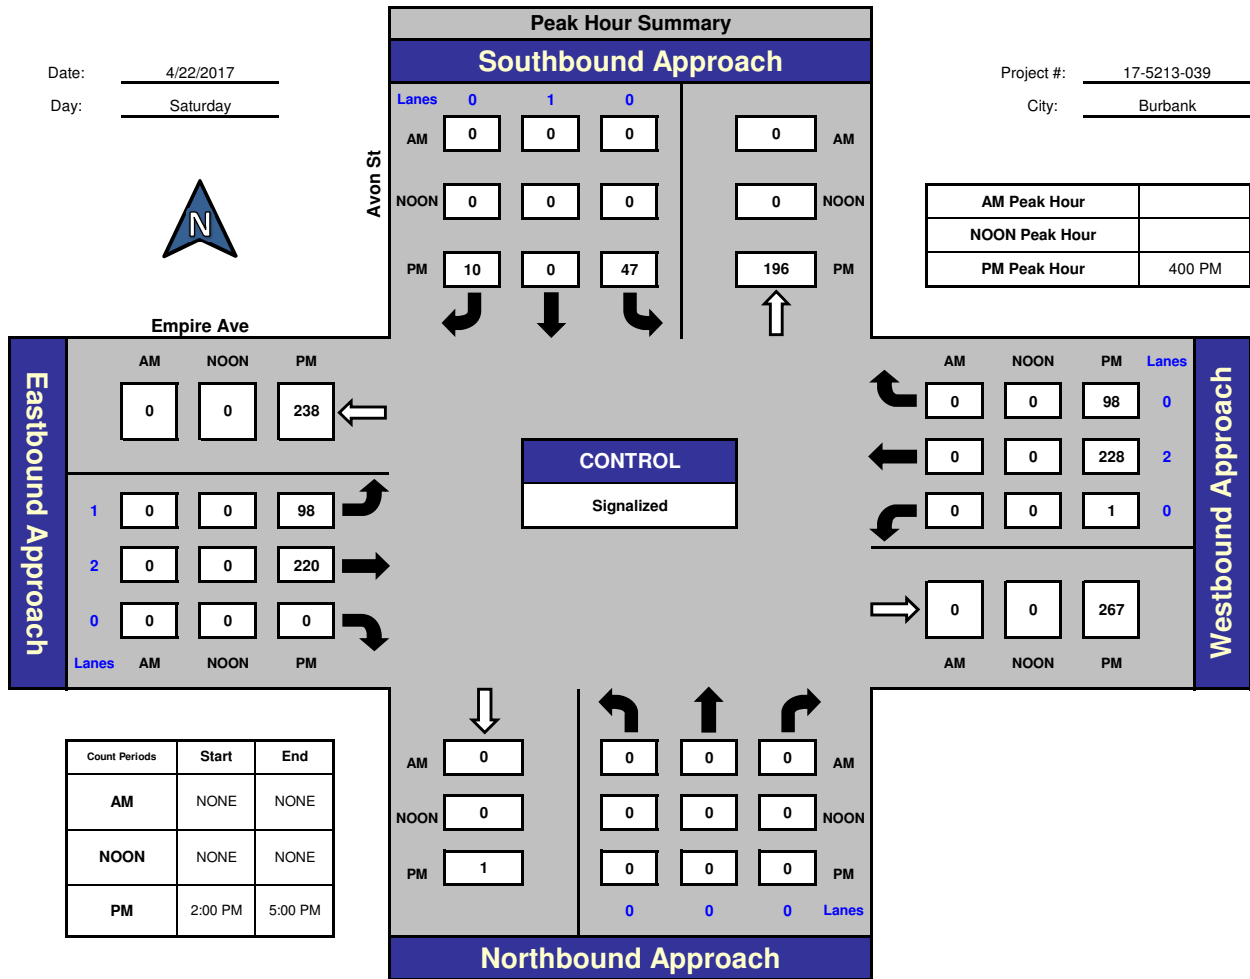 Peak Hour Summary
Southbound Approach
Date: 4/22/2017
Day: Saturday
Project #: 17-5213-039
City: Burbank
N
Avon St
Lanes 0 1 0
AM 0 0 0 0 AM
NOON 0 0 0 0 NOON
PM 10 0 47 196 PM
AM Peak Hour
NOON Peak Hour
PM Peak Hour 400 PM
Empire Ave
Eastbound Approach
AM NOON PM
0 0 238
1 0 0 98
2 0 0 220
0 0 0 0
Lanes AM NOON PM
CONTROL
Signalized
Westbound Approach
AM NOON PM Lanes
0 0 98 0
0 0 228 2
0 0 1 0
0 0 267
AM NOON PM
Count Periods Start End
AM NONE NONE
NOON NONE NONE
PM 2:00 PM 5:00 PM
AM 0 0 0 0 AM
NOON 0 0 0 0 NOON
PM 1 0 0 0 PM
0 0 0 Lanes
Northbound Approach